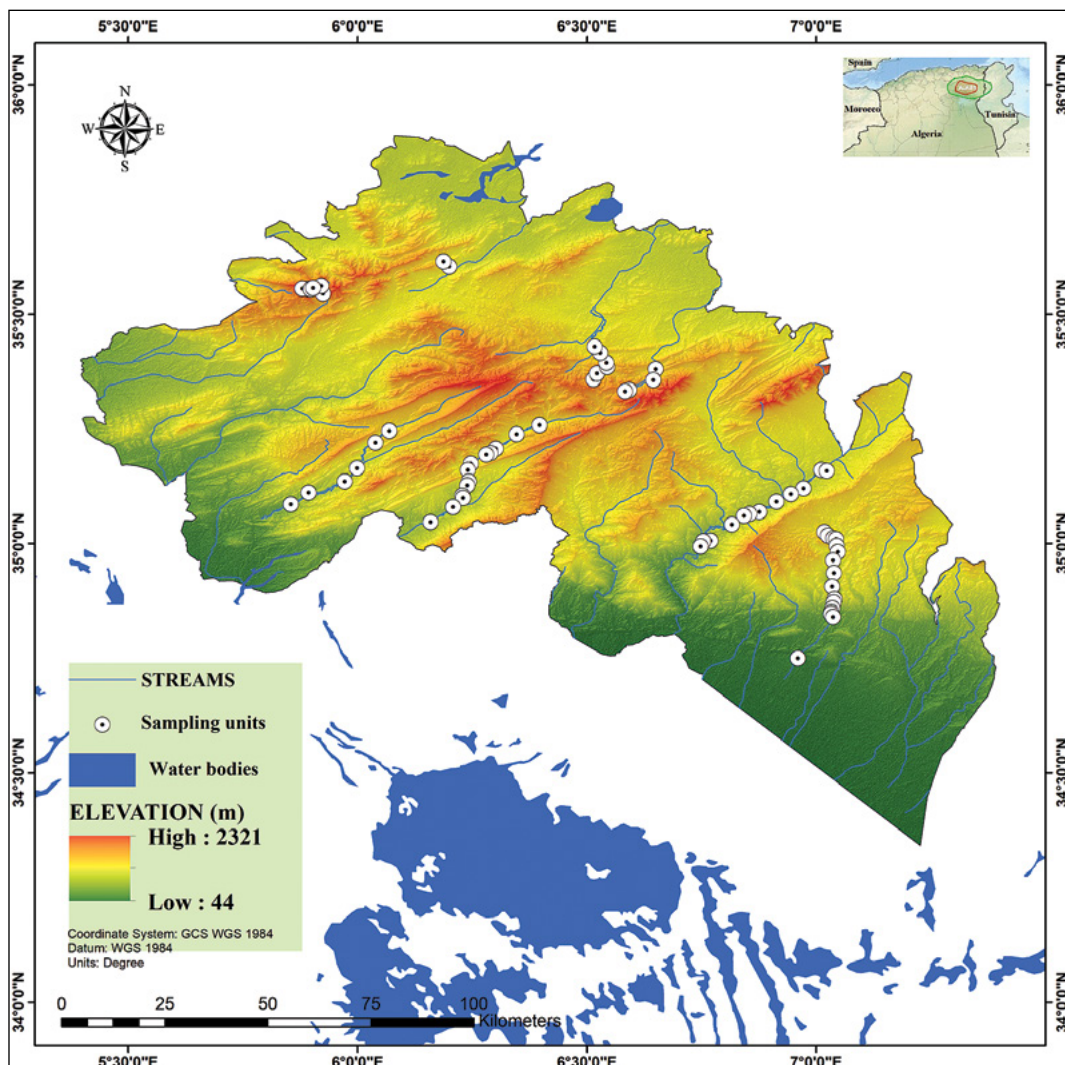 5°30'0"E 6°0'0"E 6°30'0"E 7°0'0"E
36°0'0"N
35°30'0"N
35°0'0"N
34°30'0"N
34°0'0"N
N
W E
S
Spain
Morocco
Algeria
Tunisia
STREAMS
Sampling units
Water bodies
ELEVATION (m)
High : 2321
Low : 44
Coordinate System: GCS WGS 1984
Datum: WGS 1984
Units: Degree
0 25 50 75 100
Kilometers
36°0'0"N
35°30'0"N
35°0'0"N
34°30'0"N
34°0'0"N
5°30'0"E 6°0'0"E 6°30'0"E 7°0'0"E